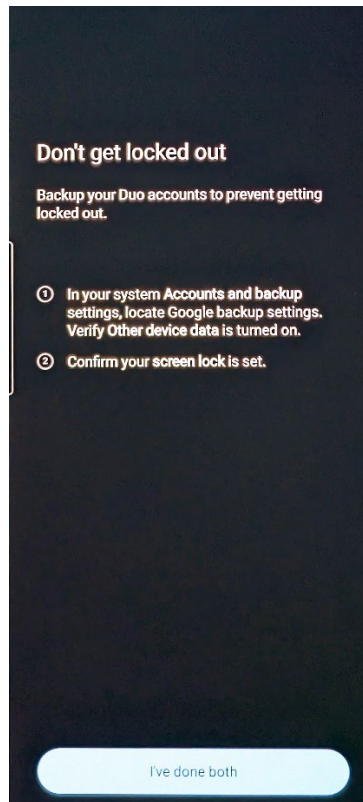 Don't get locked out
Backup your Duo accounts to prevent getting
locked out.
1 In your system Accounts and backup
settings, locate Google backup settings.
Verify Other device data is turned on.
2 Confirm your screen lock is set.
I've done both